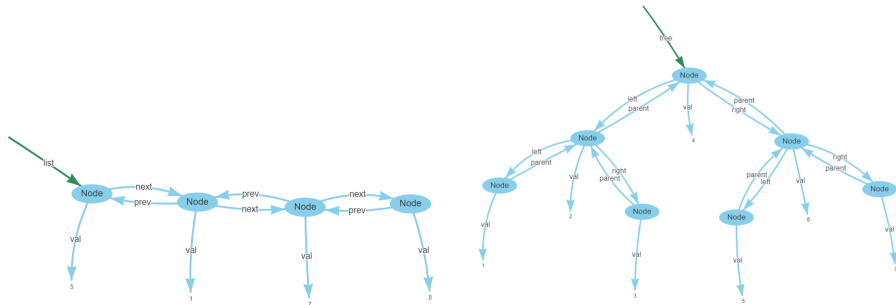 tree
Node
left
parent
val
parent
right
4
Node
Node
left
parent
val
right
parent
parent
left
val
right
parent
Node
Node
Node
Node
2
6
val
val
val
val
1
3
5
list
Node
next
prev
Node
prev
next
Node
next
prev
Node
val
val
val
val
5
1
7
8